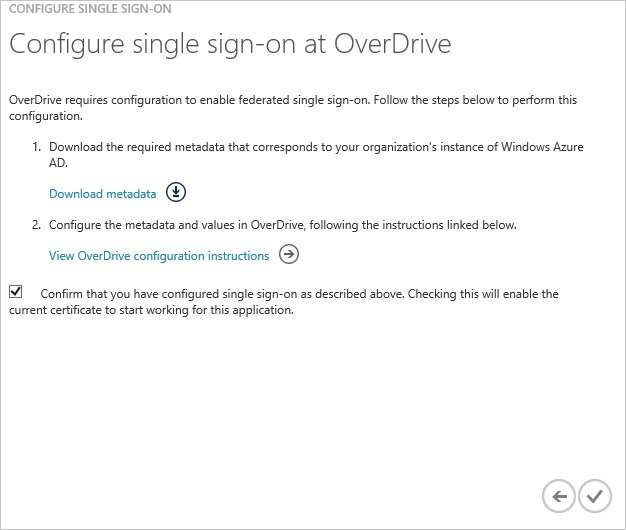 CONFIGURE SINGLE SIGN-ON
Configure single sign-on at OverDrive
OverDrive requires configuration to enable federated single sign-on. Follow the steps below to perform this
configuration.
1. Download the required metadata that corresponds to your organization's instance of Windows Azure
AD.
Download metadata
2. Configure the metadata and values in OverDrive, following the instructions linked below.
View OverDrive configuration instructions
Confirm that you have configured single sign-on as described above. Checking this will enable the
current certificate to start working for this application.